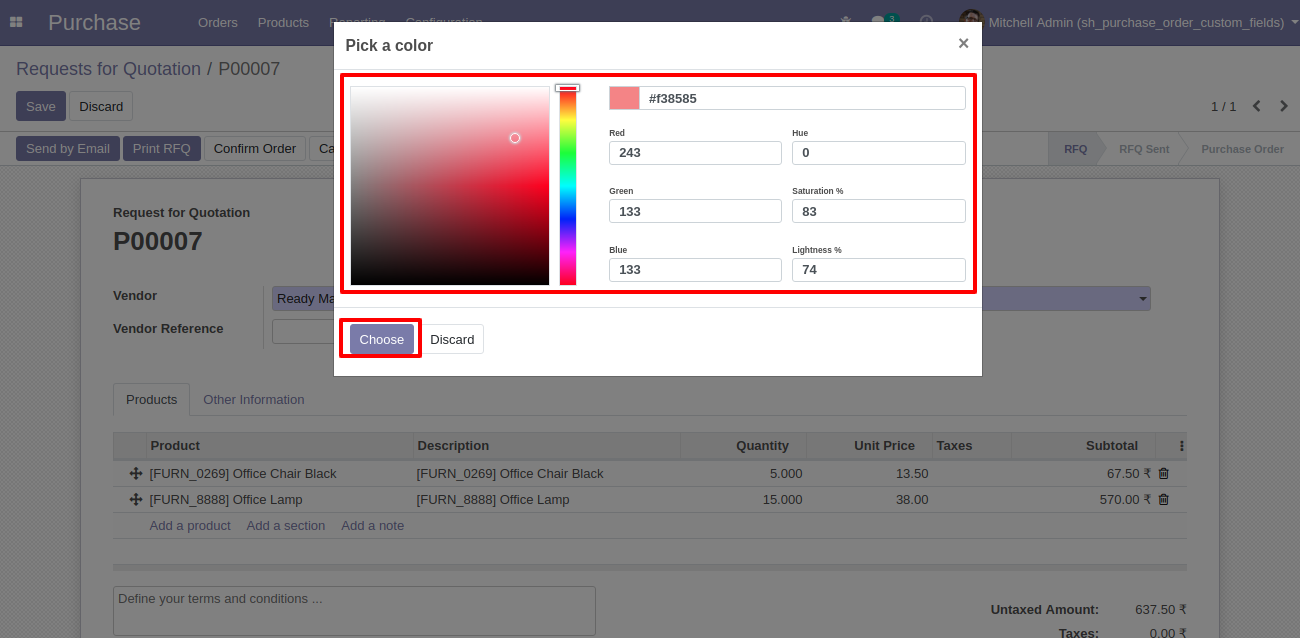 Purchase
Orders Products Reporting Configuration
3
Mitchell Admin (sh_purchase_order_custom_fields)
Pick a color
×
Requests for Quotation / P00007
Save Discard
1 / 1
#f38585
Red Hue
243 0
Green Saturation %
133 83
Blue Lightness %
133 74
Send by Email Print RFQ Confirm Order Ca
RFQ RFQ Sent Purchase Order
Request for Quotation
P00007
Vendor Ready Ma
Vendor Reference
Choose Discard
Products Other Information
Product Description Quantity Unit Price Taxes Subtotal
[FURN_0269] Office Chair Black [FURN_0269] Office Chair Black 5.000 13.50 67.50 ₹
[FURN_8888] Office Lamp [FURN_8888] Office Lamp 15.000 38.00 570.00 ₹
Add a product Add a section Add a note
Define your terms and conditions ...
Untaxed Amount: 637.50 ₹
Taxes: 0.00 ₹